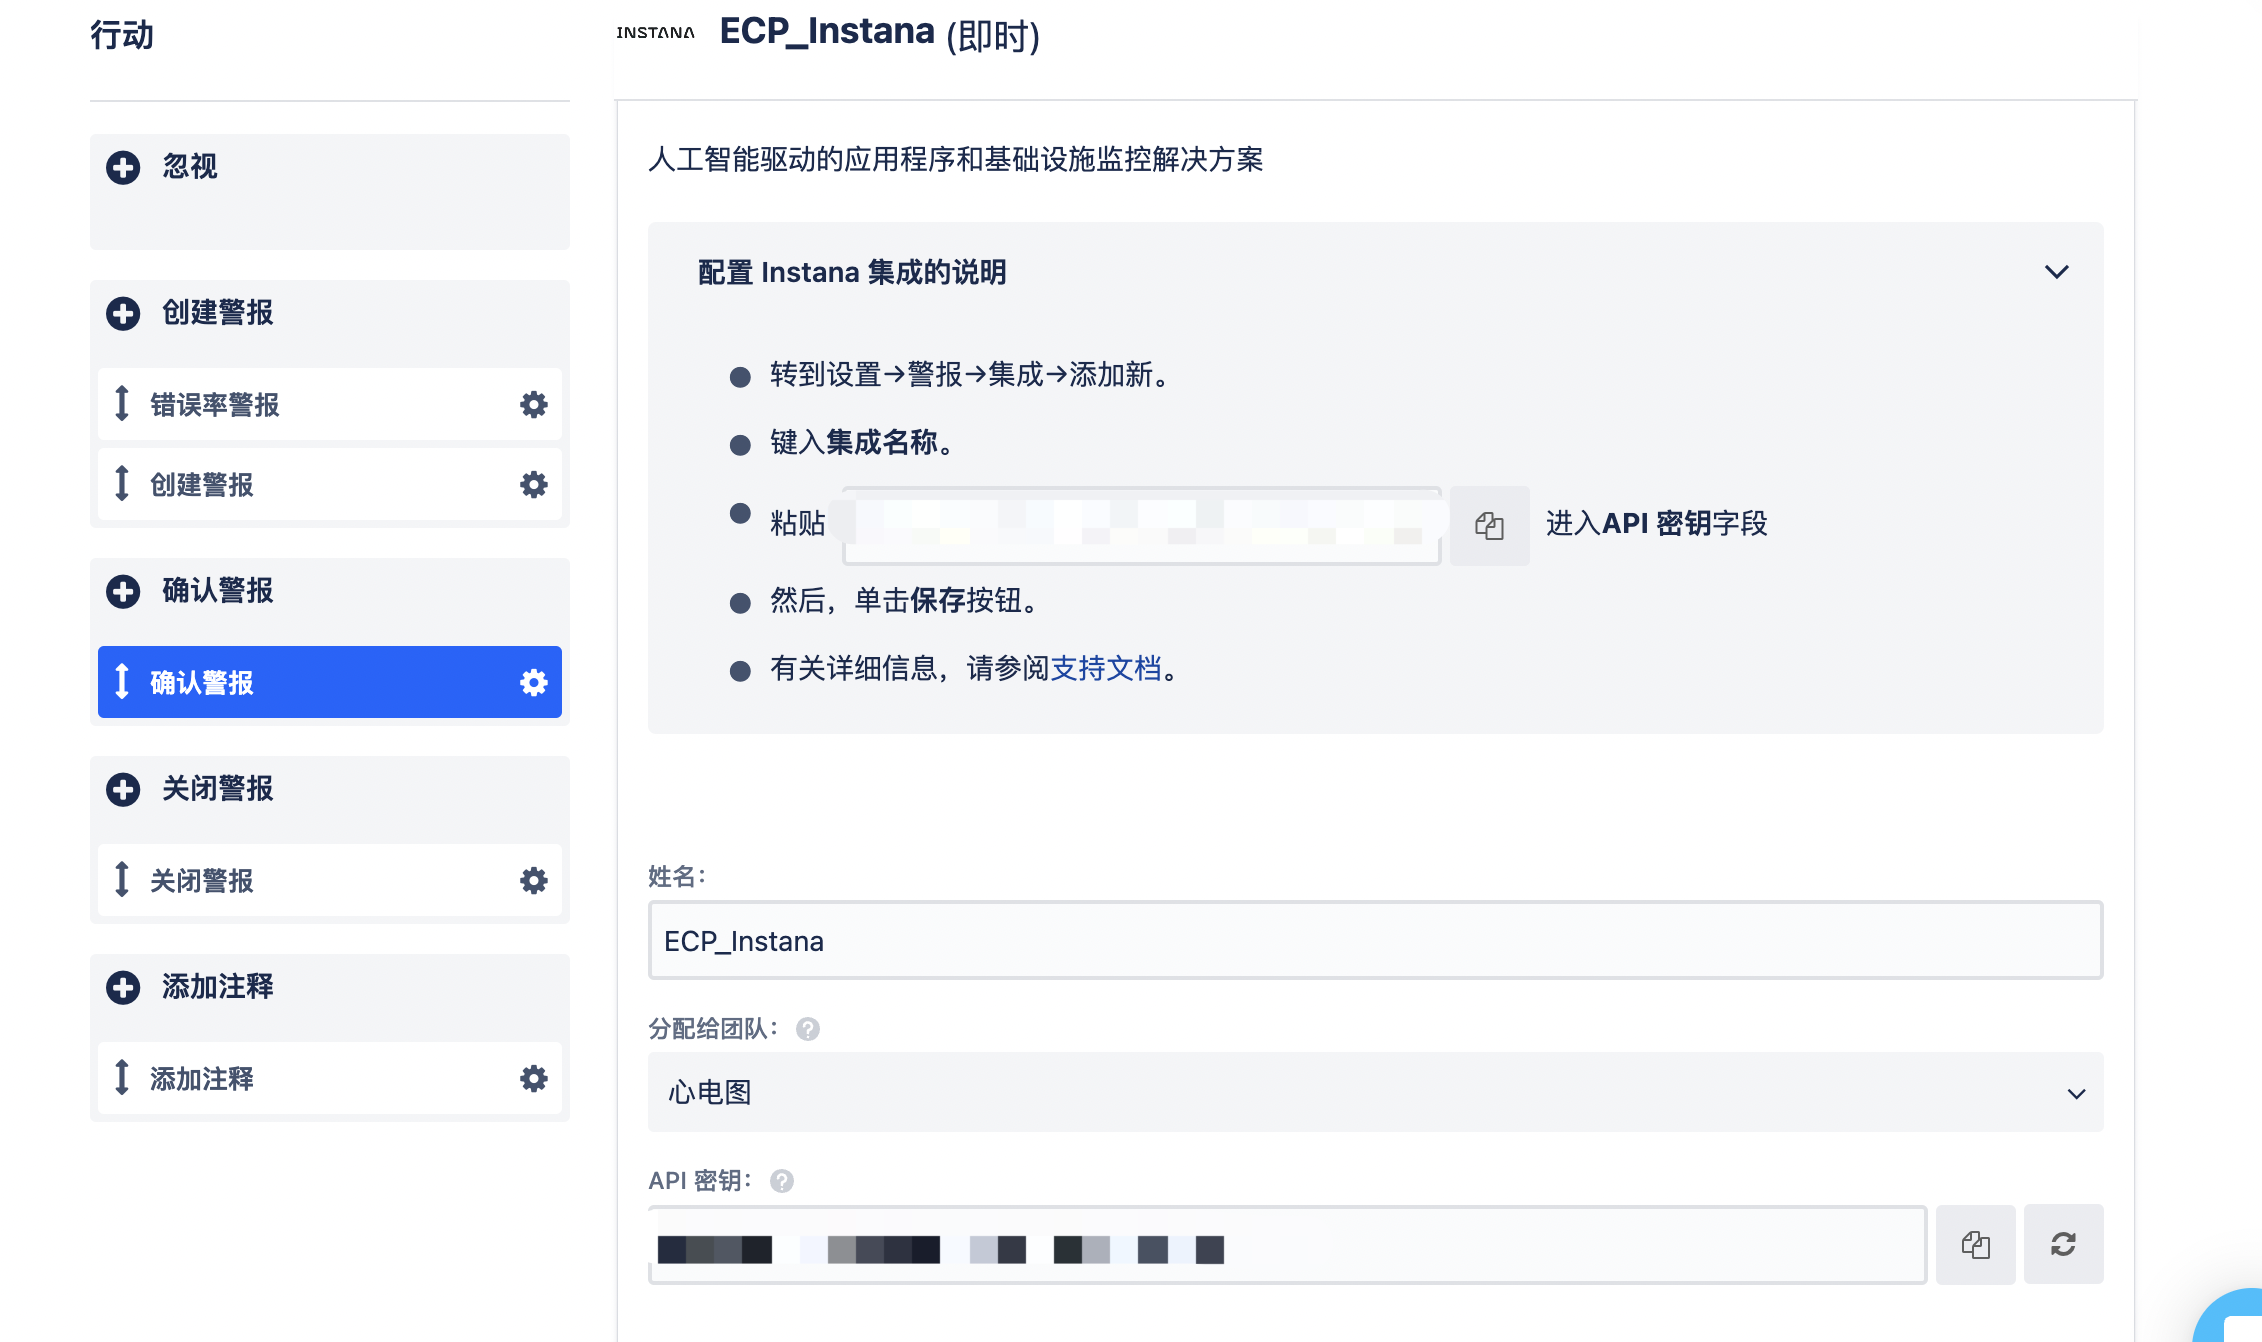 行动
忽视
创建警报
错误率警报
创建警报
确认警报
确认警报
关闭警报
关闭警报
添加注释
添加注释
INSTANA ECP_Instana (即时)
人工智能驱动的应用程序和基础设施监控解决方案
配置 Instana 集成的说明
转到设置→警报→集成→添加新。
键入集成名称。
粘贴 进入API 密钥字段
然后，单击保存按钮。
有关详细信息，请参阅支持文档。
姓名：
ECP_Instana
分配给团队：
心电图
API 密钥：